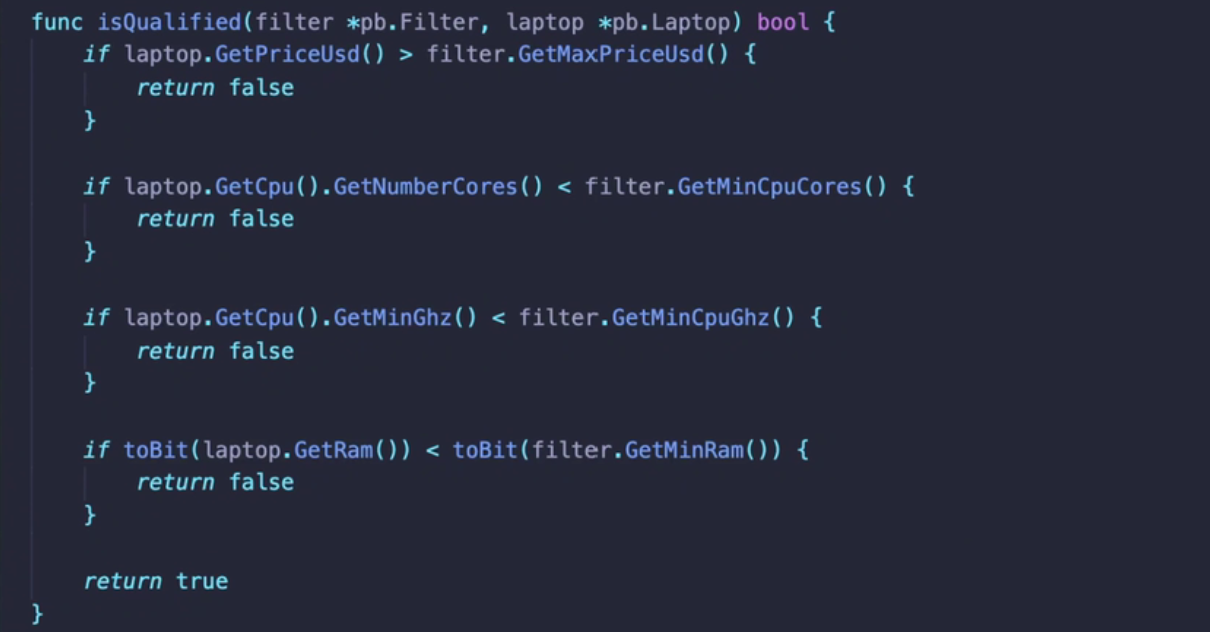 func isQualified(filter *pb.Filter, laptop *pb.Laptop) bool {
    if laptop.GetPriceUsd() > filter.GetMaxPriceUsd() {
        return false
    }

    if laptop.GetCpu().GetNumberCores() < filter.GetMinCpuCores() {
        return false
    }

    if laptop.GetCpu().GetMinGhz() < filter.GetMinCpuGhz() {
        return false
    }

    if toBit(laptop.GetRam()) < toBit(filter.GetMinRam()) {
        return false
    }

    return true
}